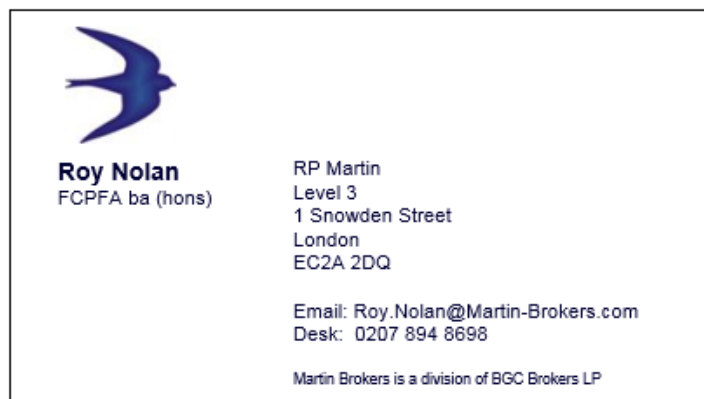 Roy Nolan
FCPFA ba (hons)
RP Martin
Level 3
1 Snowden Street
London
EC2A 2DQ
Email: Roy.Nolan@Martin-Brokers.com
Desk: 0207 894 8698
Martin Brokers is a division of BGC Brokers LP